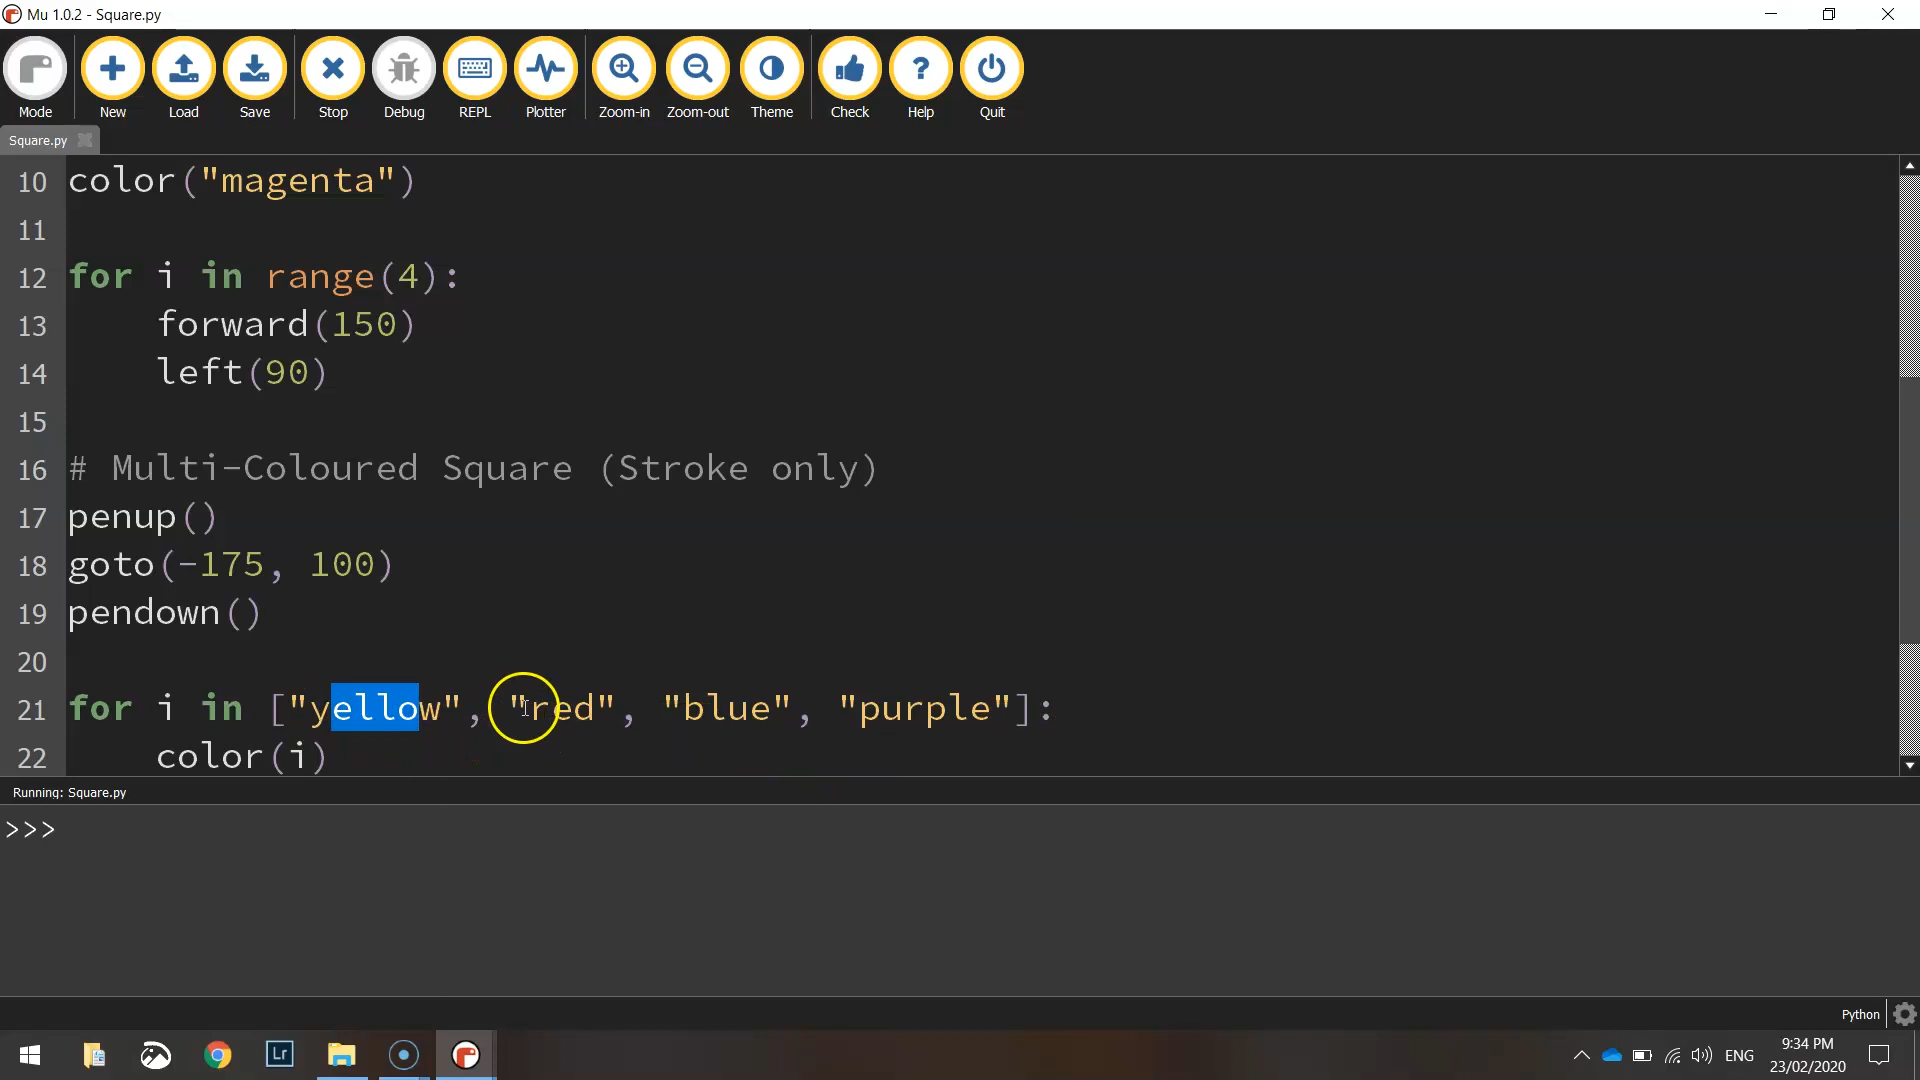 Mu 1.0.2 - Square.py
Mode New Load Save Stop Debug REPL Plotter Zoom-in Zoom-out Theme Check Help Quit
Square.py
10 color("magenta")
11
12 for i in range(4):
13     forward(150)
14     left(90)
15
16 # Multi-Coloured Square (Stroke only)
17 penup()
18 goto(-175, 100)
19 pendown()
20
21 for i in ["yellow", "red", "blue", "purple"]:
22     color(i)
Running: Square.py
>>>
Python
Lr
ENG
9:34 PM
23/02/2020